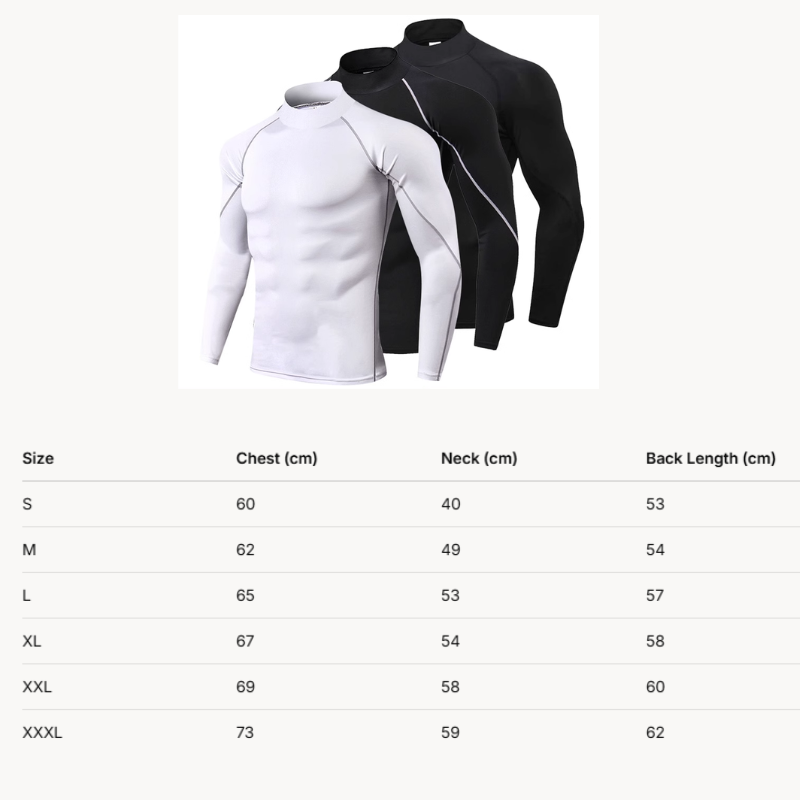 Size Chest (cm) Neck (cm) Back Length (cm)
S 60 40 53
M 62 49 54
L 65 53 57
XL 67 54 58
XXL 69 58 60
XXXL 73 59 62